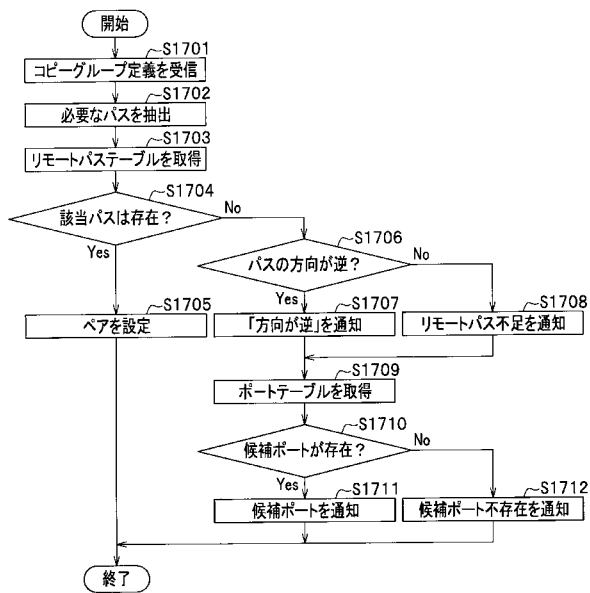 開始
S1701
コピーグループ定義を受信
S1702
必要なパスを抽出
S1703
リモートパステーブルを取得
S1704
該当パスは存在？
No
Yes
S1706
パスの方向が逆？
No
Yes
S1705
ペアを設定
S1707
「方向が逆」を通知
S1708
リモートパス不足を通知
S1709
ポートテーブルを取得
S1710
候補ポートが存在？
No
Yes
S1711
候補ポートを通知
S1712
候補ポート不存在を通知
終了